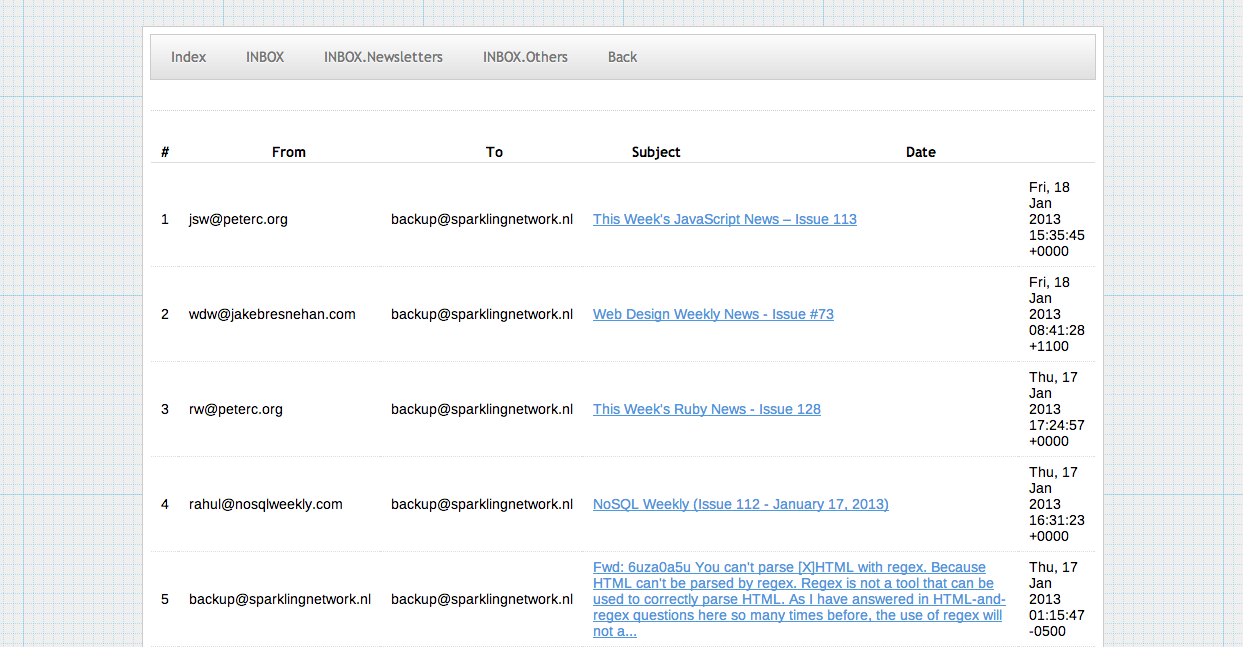 Index INBOX INBOX.Newsletters INBOX.Others Back
# From To Subject Date
1 jsw@peterc.org backup@sparklingnetwork.nl This Week's JavaScript News – Issue 113
Fri, 18
Jan
2013
15:35:45
+0000
2 wdw@jakebresnehan.com backup@sparklingnetwork.nl Web Design Weekly News - Issue #73
Fri, 18
Jan
2013
08:41:28
+1100
3 rw@peterc.org backup@sparklingnetwork.nl This Week's Ruby News - Issue 128
Thu, 17
Jan
2013
17:24:57
+0000
4 rahul@nosqlweekly.com backup@sparklingnetwork.nl NoSQL Weekly (Issue 112 - January 17, 2013)
Thu, 17
Jan
2013
16:31:23
+0000
5 backup@sparklingnetwork.nl backup@sparklingnetwork.nl
Fwd: 6uza0a5u You can't parse [X]HTML with regex. Because
HTML can't be parsed by regex. Regex is not a tool that can be
used to correctly parse HTML. As I have answered in HTML-and-
regex questions here so many times before, the use of regex will
not a...
Thu, 17
Jan
2013
01:15:47
-0500